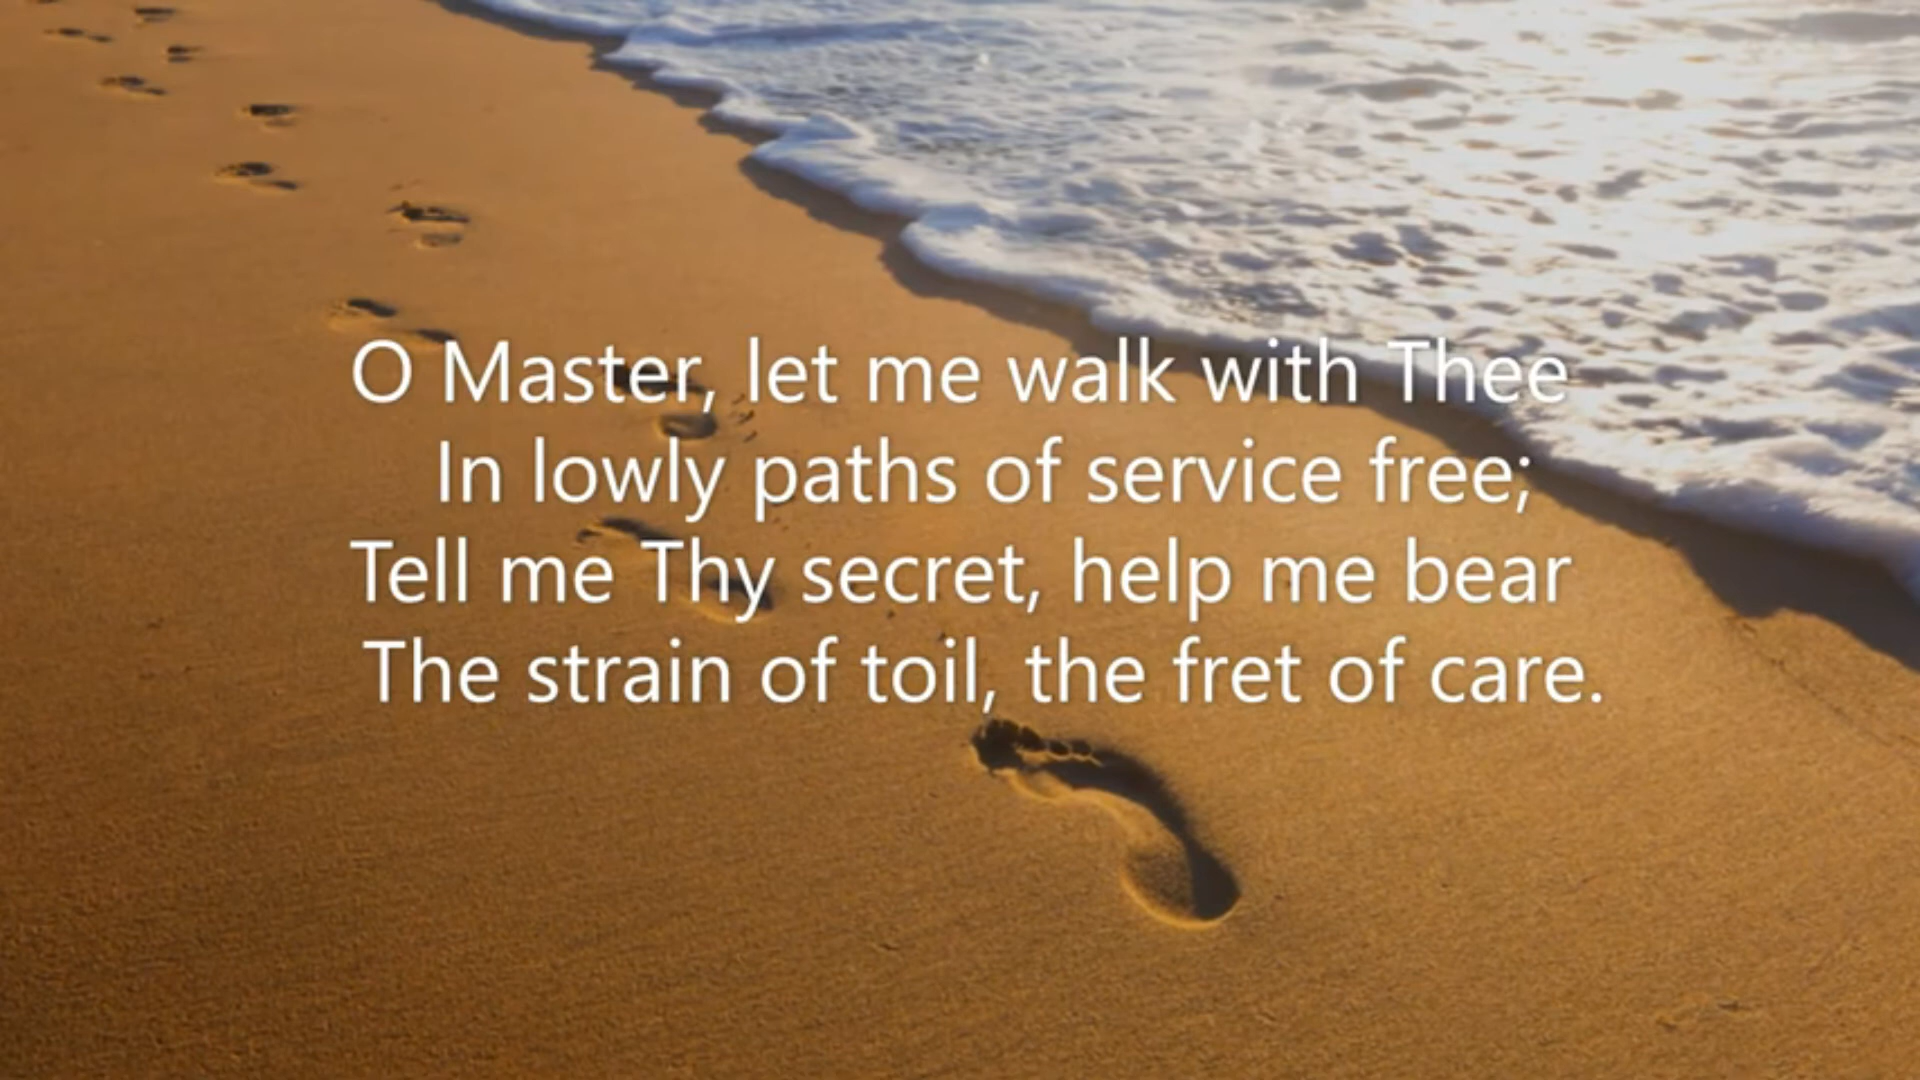 O Master, let me walk with Thee
In lowly paths of service free;
Tell me Thy secret, help me bear
The strain of toil, the fret of care.